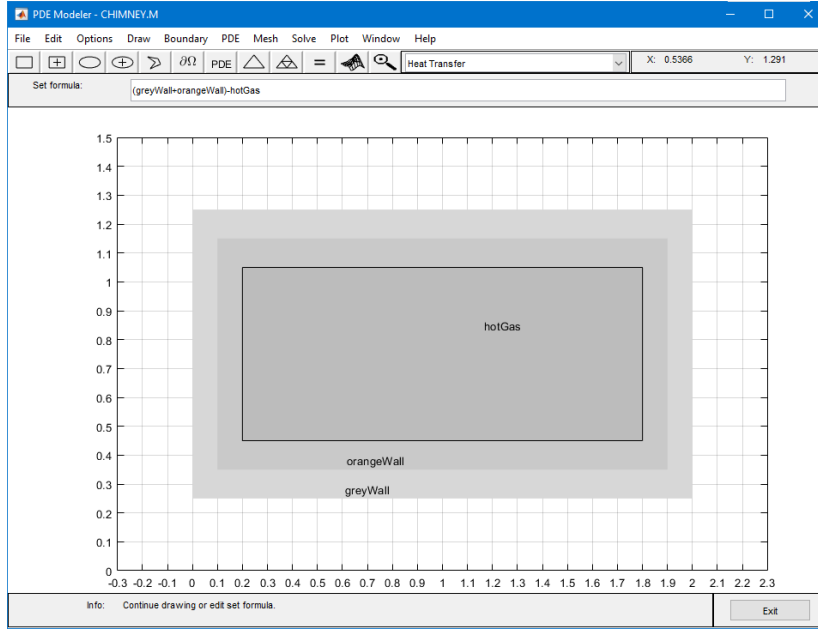 PDE Modeler - CHIMNEY.M
File Edit Options Draw Boundary PDE Mesh Solve Plot Window Help
∂Ω PDE = Heat Transfer X: 0.5366 Y: 1.291
Set formula: (greyWall+orangeWall)-hotGas
1.5
1.4
1.3
1.2
1.1
1
0.9
hotGas
0.8
0.7
0.6
0.5
0.4
orangeWall
0.3
greyWall
0.2
0.1
0
-0.3 -0.2 -0.1 0 0.1 0.2 0.3 0.4 0.5 0.6 0.7 0.8 0.9 1 1.1 1.2 1.3 1.4 1.5 1.6 1.7 1.8 1.9 2 2.1 2.2 2.3
Info: Continue drawing or edit set formula. Exit